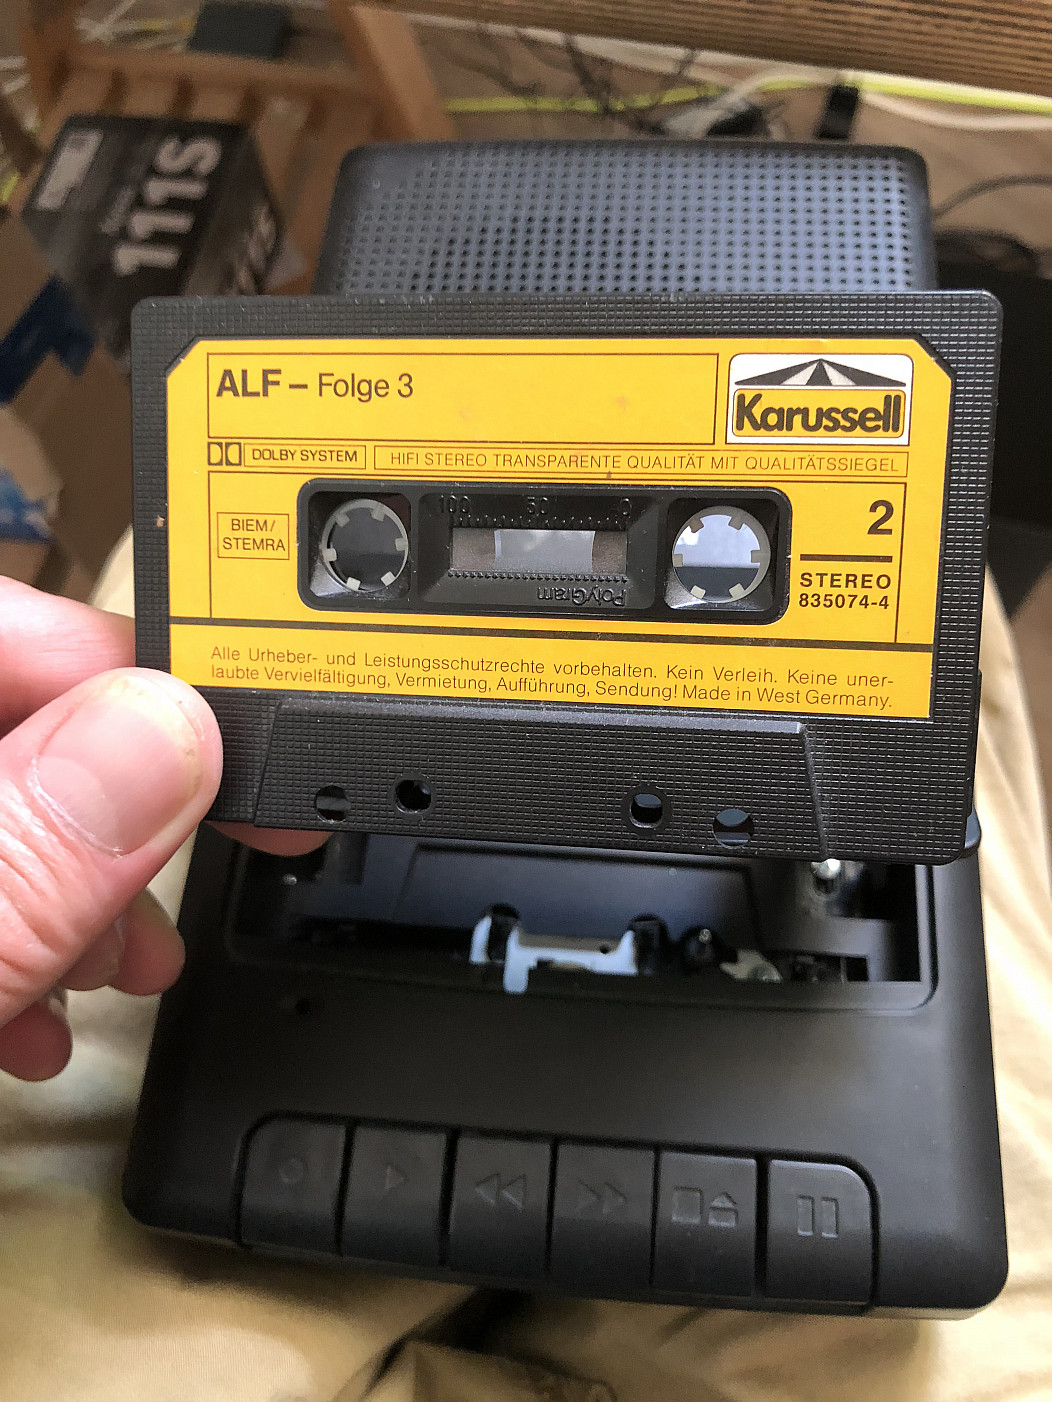 111S
ALF – Folge 3
Karussell
DOLBY SYSTEM
HIFI STEREO TRANSPARENTE QUALITÄT MIT QUALITÄTSSIEGEL
100 50 0
BIEM/
STEMRA
2
STEREO
835074-4
PolyGram
Alle Urheber- und Leistungsschutzrechte vorbehalten. Kein Verleih. Keine uner-
laubte Vervielfältigung, Vermietung, Aufführung, Sendung! Made in West Germany.